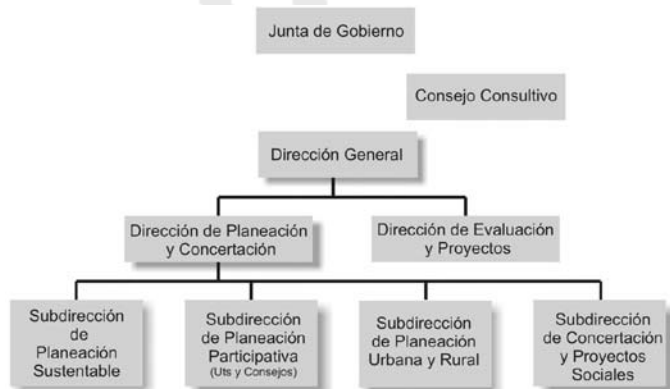 Junta de Gobierno
Consejo Consultivo
Dirección General
Dirección de Planeación
y Concertación
Dirección de Evaluación
y Proyectos
Subdirección
de
Planeación
Sustentable
Subdirección
de Planeación
Participativa
(Uts y Consejos)
Subdirección
de Planeación
Urbana y Rural
Subdirección
de Concertación
y Proyectos
Sociales